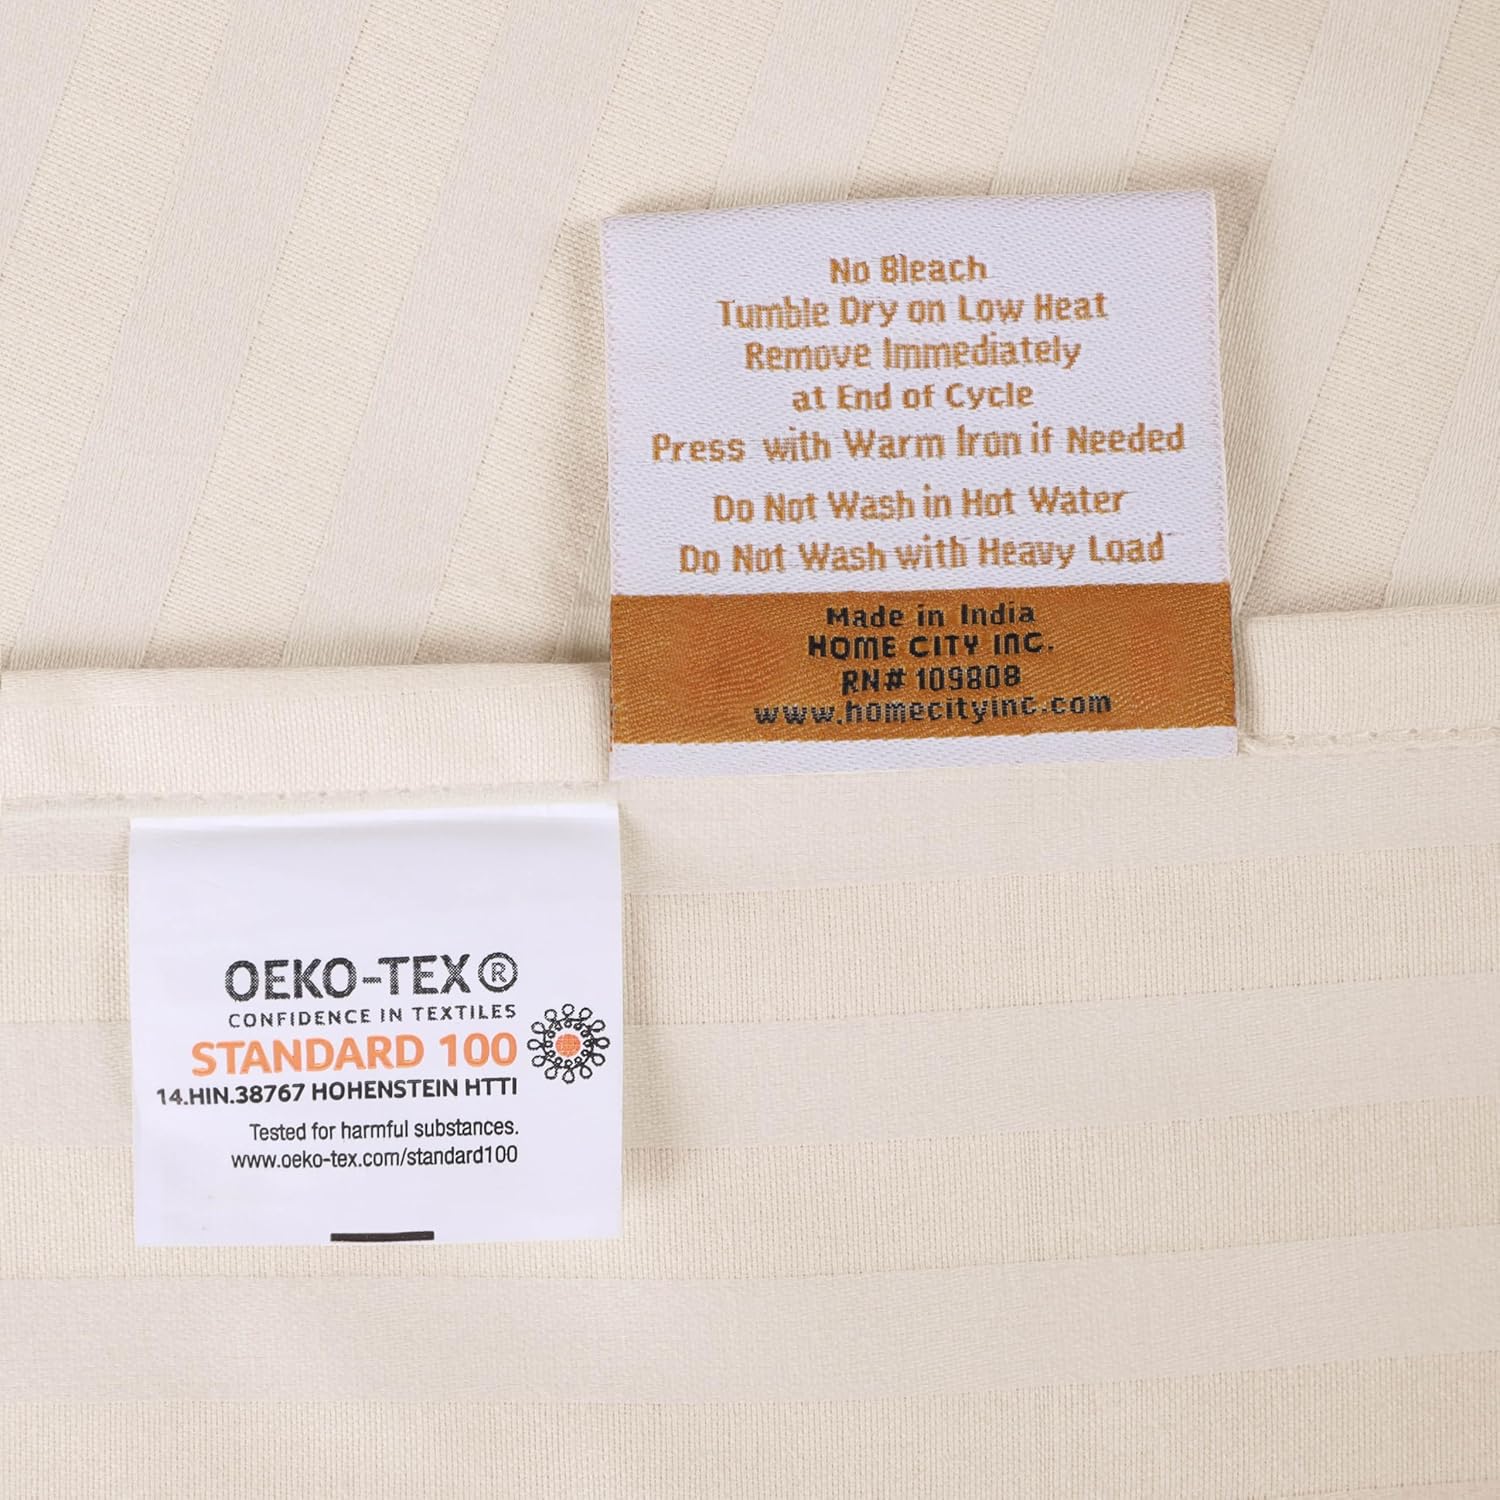 No Bleach
Tumble Dry on Low Heat
Remove Immediately
at End of Cycle
Press with Warm Iron if Needed
Do Not Wash in Hot Water
Do Not Wash with Heavy Load
Made in India
HOME CITY INC.
RN# 109808
www.homecityinc.com
OEKO-TEX®
CONFIDENCE IN TEXTILES
STANDARD 100
14.HIN.38767 HOHENSTEIN HTTI
Tested for harmful substances.
www.oeko-tex.com/standard100